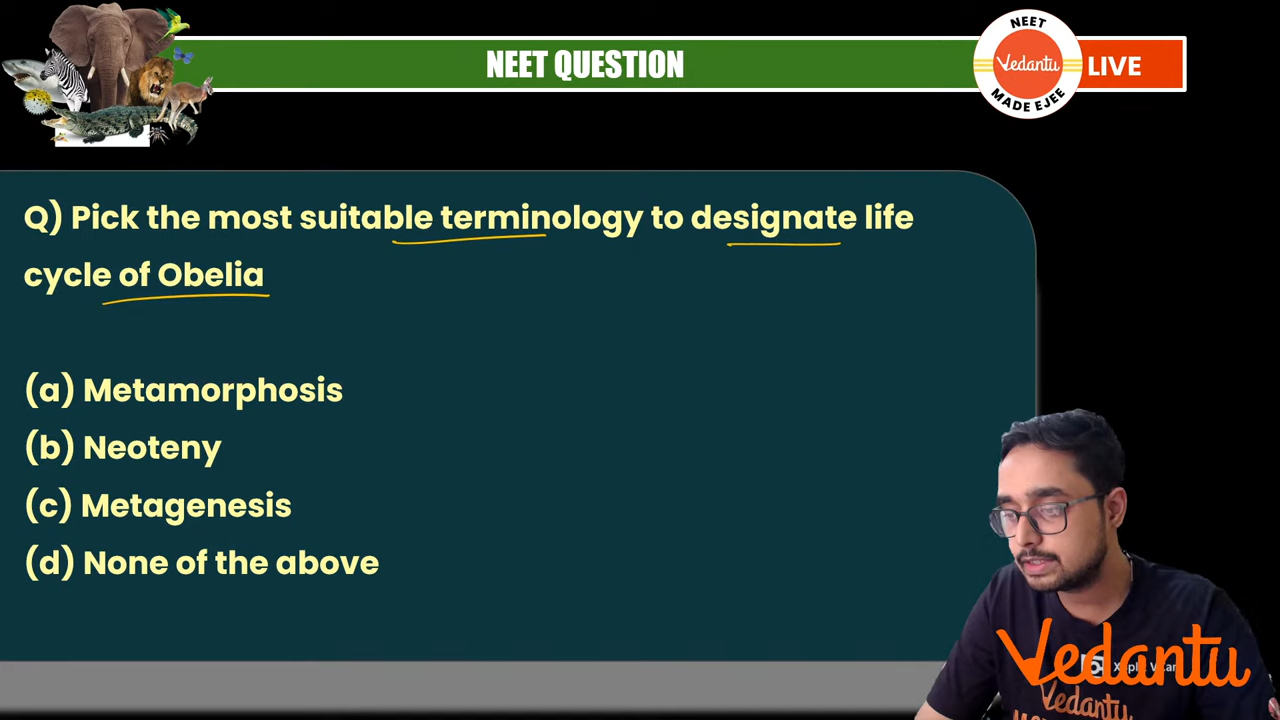 NEET QUESTION
NEET
Vedantu
MADE EJEE
LIVE
Q) Pick the most suitable terminology to designate life
cycle of Obelia
(a) Metamorphosis
(b) Neoteny
(c) Metagenesis
(d) None of the above
Vedantu
Vedantu